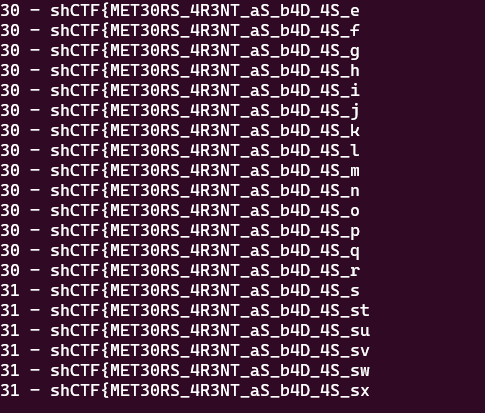 30 - shCTF{MET30RS_4R3NT_aS_b4D_4S_e
30 - shCTF{MET30RS_4R3NT_aS_b4D_4S_f
30 - shCTF{MET30RS_4R3NT_aS_b4D_4S_g
30 - shCTF{MET30RS_4R3NT_aS_b4D_4S_h
30 - shCTF{MET30RS_4R3NT_aS_b4D_4S_i
30 - shCTF{MET30RS_4R3NT_aS_b4D_4S_j
30 - shCTF{MET30RS_4R3NT_aS_b4D_4S_k
30 - shCTF{MET30RS_4R3NT_aS_b4D_4S_l
30 - shCTF{MET30RS_4R3NT_aS_b4D_4S_m
30 - shCTF{MET30RS_4R3NT_aS_b4D_4S_n
30 - shCTF{MET30RS_4R3NT_aS_b4D_4S_o
30 - shCTF{MET30RS_4R3NT_aS_b4D_4S_p
30 - shCTF{MET30RS_4R3NT_aS_b4D_4S_q
30 - shCTF{MET30RS_4R3NT_aS_b4D_4S_r
31 - shCTF{MET30RS_4R3NT_aS_b4D_4S_s
31 - shCTF{MET30RS_4R3NT_aS_b4D_4S_st
31 - shCTF{MET30RS_4R3NT_aS_b4D_4S_su
31 - shCTF{MET30RS_4R3NT_aS_b4D_4S_sv
31 - shCTF{MET30RS_4R3NT_aS_b4D_4S_sw
31 - shCTF{MET30RS_4R3NT_aS_b4D_4S_sx